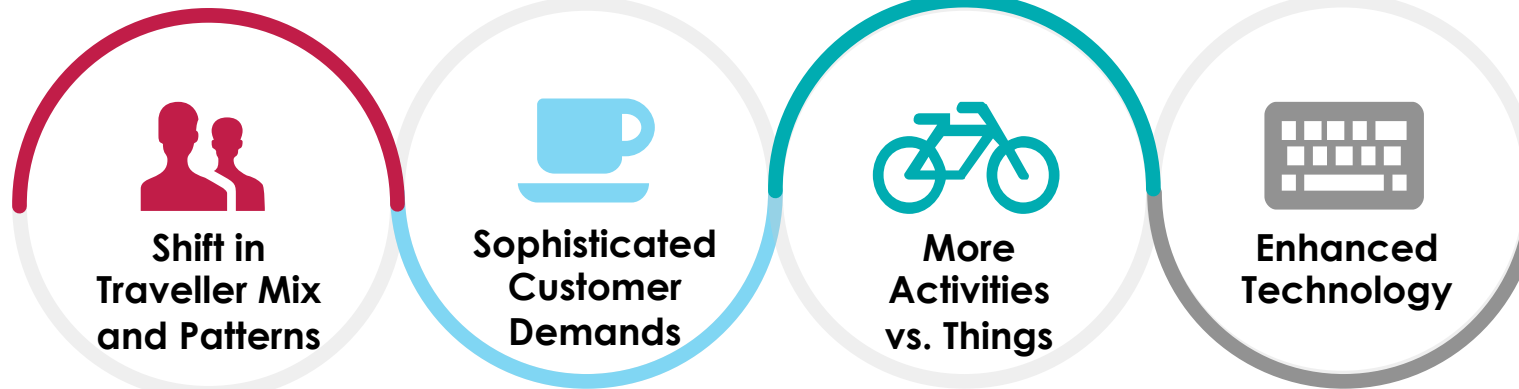 Shift in
Traveller Mix
and Patterns
Sophisticated
Customer
Demands
More
Activities
vs. Things
Enhanced
Technology